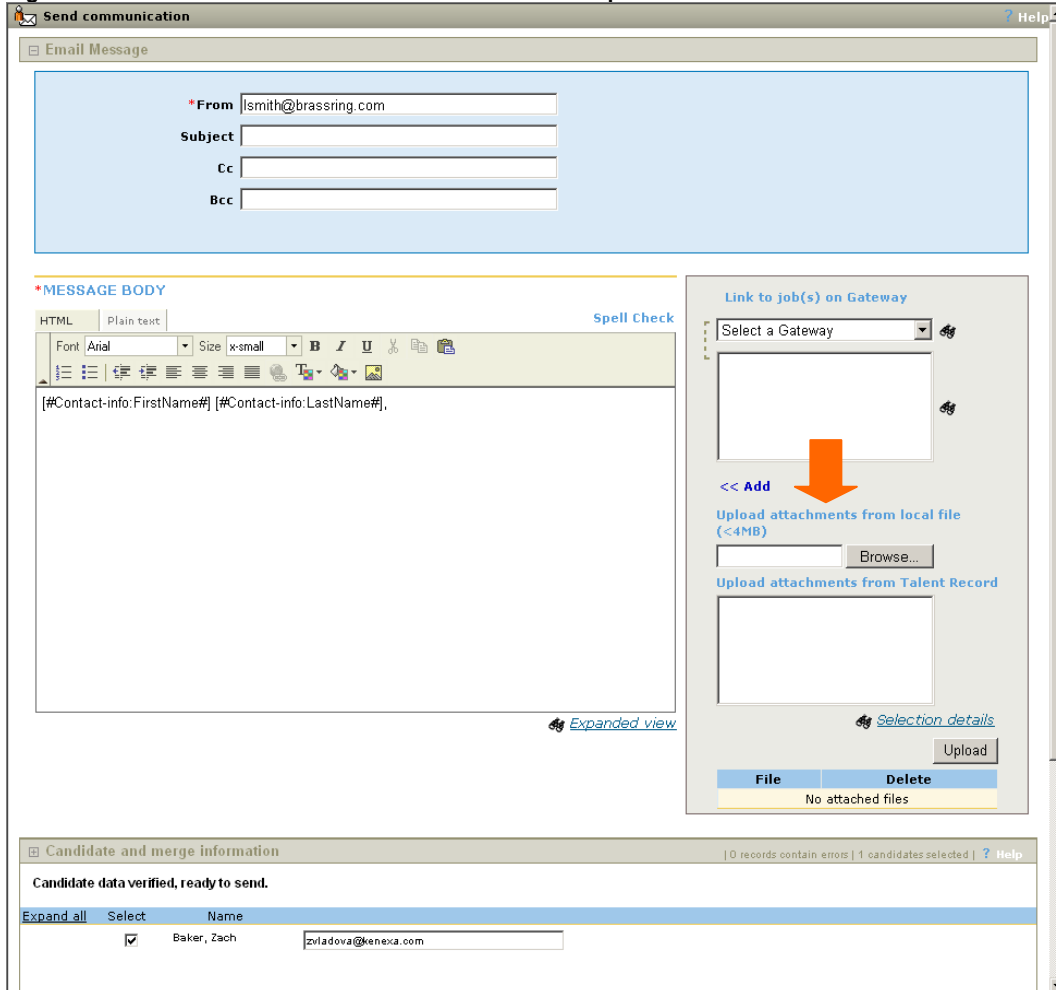 Send communication
? Help
Email Message
*From lsmith@brassring.com
Subject
Cc
Bcc
*MESSAGE BODY
HTML Plain text Spell Check
Font Arial Size x-small B I U
[#Contact-info:FirstName#] [#Contact-info:LastName#],
Expanded view
Link to job(s) on Gateway
Select a Gateway
<< Add
Upload attachments from local file
(<4MB)
Browse...
Upload attachments from Talent Record
Selection details
Upload
File Delete
No attached files
Candidate and merge information
| 0 records contain errors | 1 candidates selected | ? Help
Candidate data verified, ready to send.
Expand all Select Name
Baker, Zach zvladova@kenexa.com